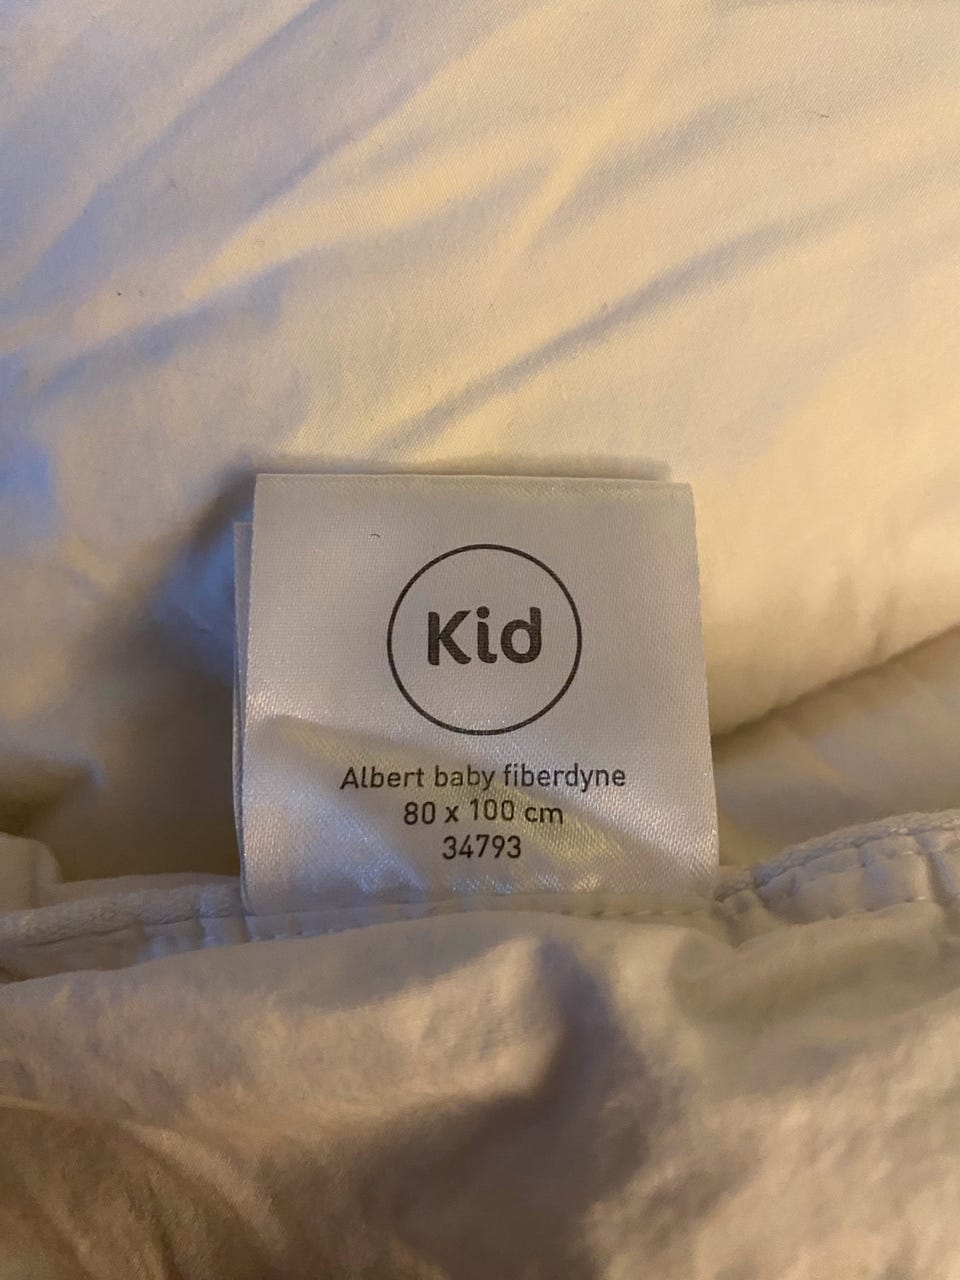 Kid
Albert baby fiberdyne
80 x 100 cm
34793